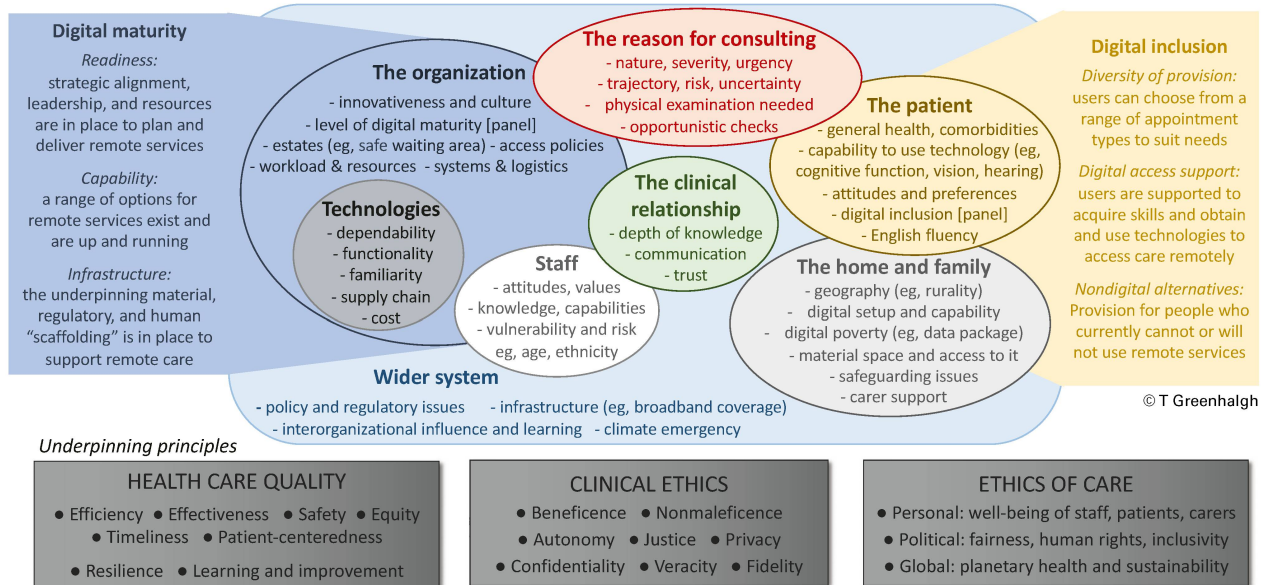 Digital maturity
Readiness:
strategic alignment,
leadership, and resources
are in place to plan and
deliver remote services
Capability:
a range of options for
remote services exist and
are up and running
Infrastructure:
the underpinning material,
regulatory, and human
“scaffolding” is in place to
support remote care
The organization
- innovativeness and culture
- level of digital maturity [panel]
- estates (eg, safe waiting area) - access policies
- workload & resources - systems & logistics
Technologies
- dependability
- functionality
- familiarity
- supply chain
- cost
Staff
- attitudes, values
- knowledge, capabilities
- vulnerability and risk
eg, age, ethnicity
The reason for consulting
- nature, severity, urgency
- trajectory, risk, uncertainty
- physical examination needed
- opportunistic checks
The clinical
relationship
- depth of knowledge
- communication
- trust
The patient
- general health, comorbidities
- capability to use technology (eg,
cognitive function, vision, hearing)
- attitudes and preferences
- digital inclusion [panel]
- English fluency
The home and family
- geography (eg, rurality)
- digital setup and capability
- digital poverty (eg, data package)
- material space and access to it
- safeguarding issues
- carer support
Wider system
- policy and regulatory issues - infrastructure (eg, broadband coverage)
- interorganizational influence and learning - climate emergency
Digital inclusion
Diversity of provision:
users can choose from a
range of appointment
types to suit needs
Digital access support:
users are supported to
acquire skills and obtain
and use technologies to
access care remotely
Nondigital alternatives:
Provision for people who
currently cannot or will
not use remote services
© T Greenhalgh
Underpinning principles
HEALTH CARE QUALITY
● Efficiency ● Effectiveness ● Safety ● Equity
● Timeliness ● Patient-centeredness
● Resilience ● Learning and improvement
CLINICAL ETHICS
● Beneficence ● Nonmaleficence
● Autonomy ● Justice ● Privacy
● Confidentiality ● Veracity ● Fidelity
ETHICS OF CARE
● Personal: well-being of staff, patients, carers
● Political: fairness, human rights, inclusivity
● Global: planetary health and sustainability